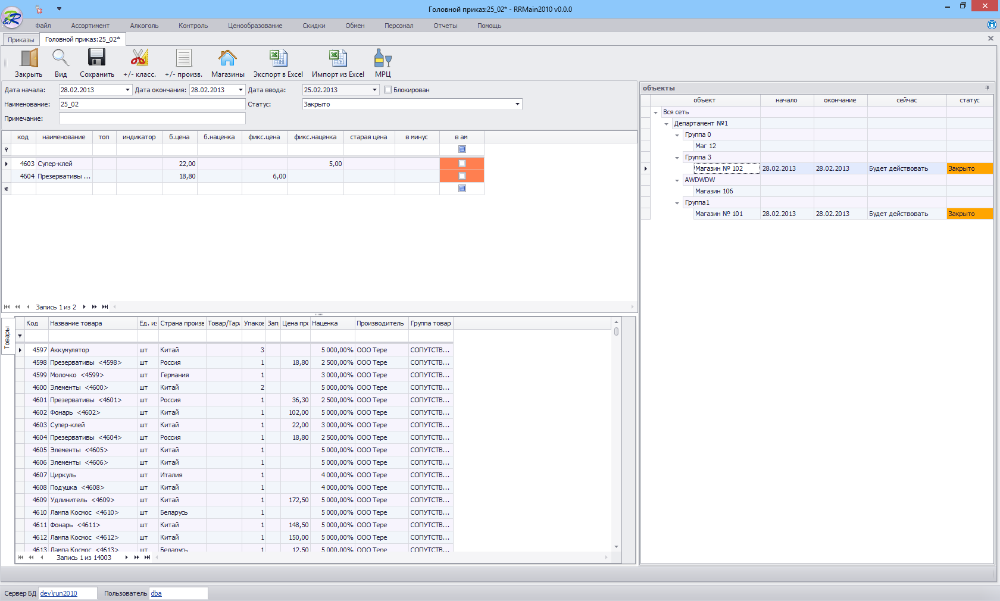 Головной приказ:25_02* - RRMain2010 v0.0.0
&R
Файл Ассортимент Алкоголь Контроль Ценообразование Скидки Обмен Персонал Отчеты Помощь
Приказы Головной приказ:25_02*
Закрыть Вид Сохранить +/- класс. +/- произв. Магазины Экспорт в Excel Импорт из Excel МРЦ
Дата начала: 28.02.2013 Дата окончания: 28.02.2013 Дата ввода: 25.02.2013 Блокирован
Наименование: 25_02 Статус: Закрыто
Примечание:
код наименование топ индикатор б.цена б.наценка фикс.цена фикс.наценка старая цена в минус в ам
4603 Супер-клей 22,00 5,00
4604 Презервативы ... 18,80 6,00
Запись 1 из 2
объекты
объект начало окончание сейчас статус
Вся сеть
Департамент №1
Группа 0
Маг 12
Группа 3
Магазин № 102 28.02.2013 28.02.2013 Будет действовать Закрыто
AWDWDW
Магазин 106
Группа1
Магазин № 101 28.02.2013 28.02.2013 Будет действовать Закрыто
Товары
Код Название товара Ед. из Страна произв Товар/Тара Упаков Зап Цена про Наценка Производитель Группа товар
4597 Аккумулятор шт Китай 3 5 000,00% ООО Тере СОПУТСТВ...
4598 Презервативы <4598> шт Россия 1 18,80 2 500,00% ООО Тере СОПУТСТВ...
4599 Молочко <4599> шт Германия 1 3 000,00% ООО Тере СОПУТСТВ...
4600 Элементы <4600> шт Китай 2 5 000,00% ООО Тере СОПУТСТВ...
4601 Презервативы <4601> шт Россия 1 36,30 2 500,00% ООО Тере СОПУТСТВ...
4602 Фонарь <4602> шт Китай 1 102,00 5 000,00% ООО Тере СОПУТСТВ...
4603 Супер-клей шт Китай 1 22,00 3 000,00% ООО Тере СОПУТСТВ...
4604 Презервативы <4604> шт Россия 1 18,80 2 500,00% ООО Тере СОПУТСТВ...
4605 Элементы <4605> шт Китай 1 5 000,00% ООО Тере СОПУТСТВ...
4606 Элементы <4606> шт Китай 1 5 000,00% ООО Тере СОПУТСТВ...
4607 Циркуль шт Италия 1 4 000,00% ООО Тере СОПУТСТВ...
4608 Подушка <4608> шт Китай 1 4 000,00% ООО Тере СОПУТСТВ...
4609 Удлинитель <4609> шт Китай 1 172,50 5 000,00% ООО Тере СОПУТСТВ...
4610 Лампа Космос <4610> шт Беларусь 1 5 000,00% ООО Тере СОПУТСТВ...
4611 Фонарь <4611> шт Китай 1 148,50 5 000,00% ООО Тере СОПУТСТВ...
4612 Лампа Космос <4612> шт Китай 1 150,00 5 000,00% ООО Тере СОПУТСТВ...
4613 Лампа Космос <4613> шт Беларусь 1 12,50 5 000,00% ООО Тере СОПУТСТВ...
Запись 1 из 14003
Сервер БД dev\run2010 Пользователь dba